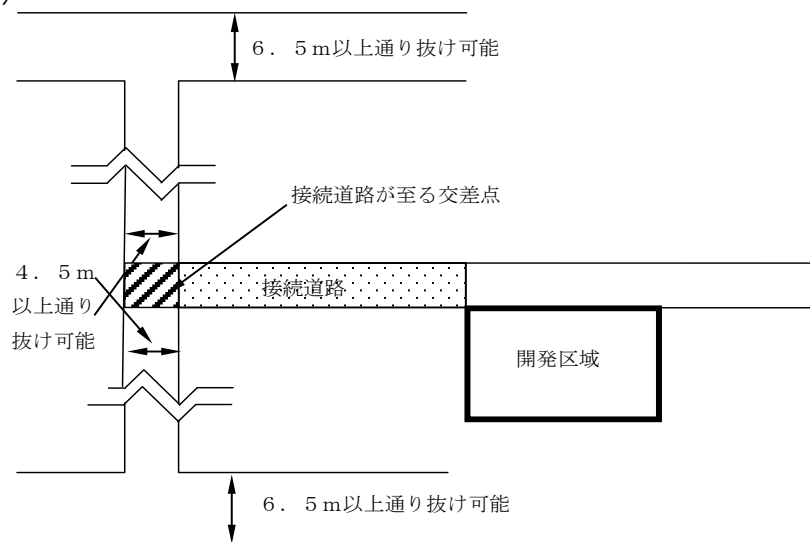 ６．５ｍ以上通り抜け可能
接続道路が至る交差点
４．５ｍ
以上通り
抜け可能
接続道路
開発区域
６．５ｍ以上通り抜け可能